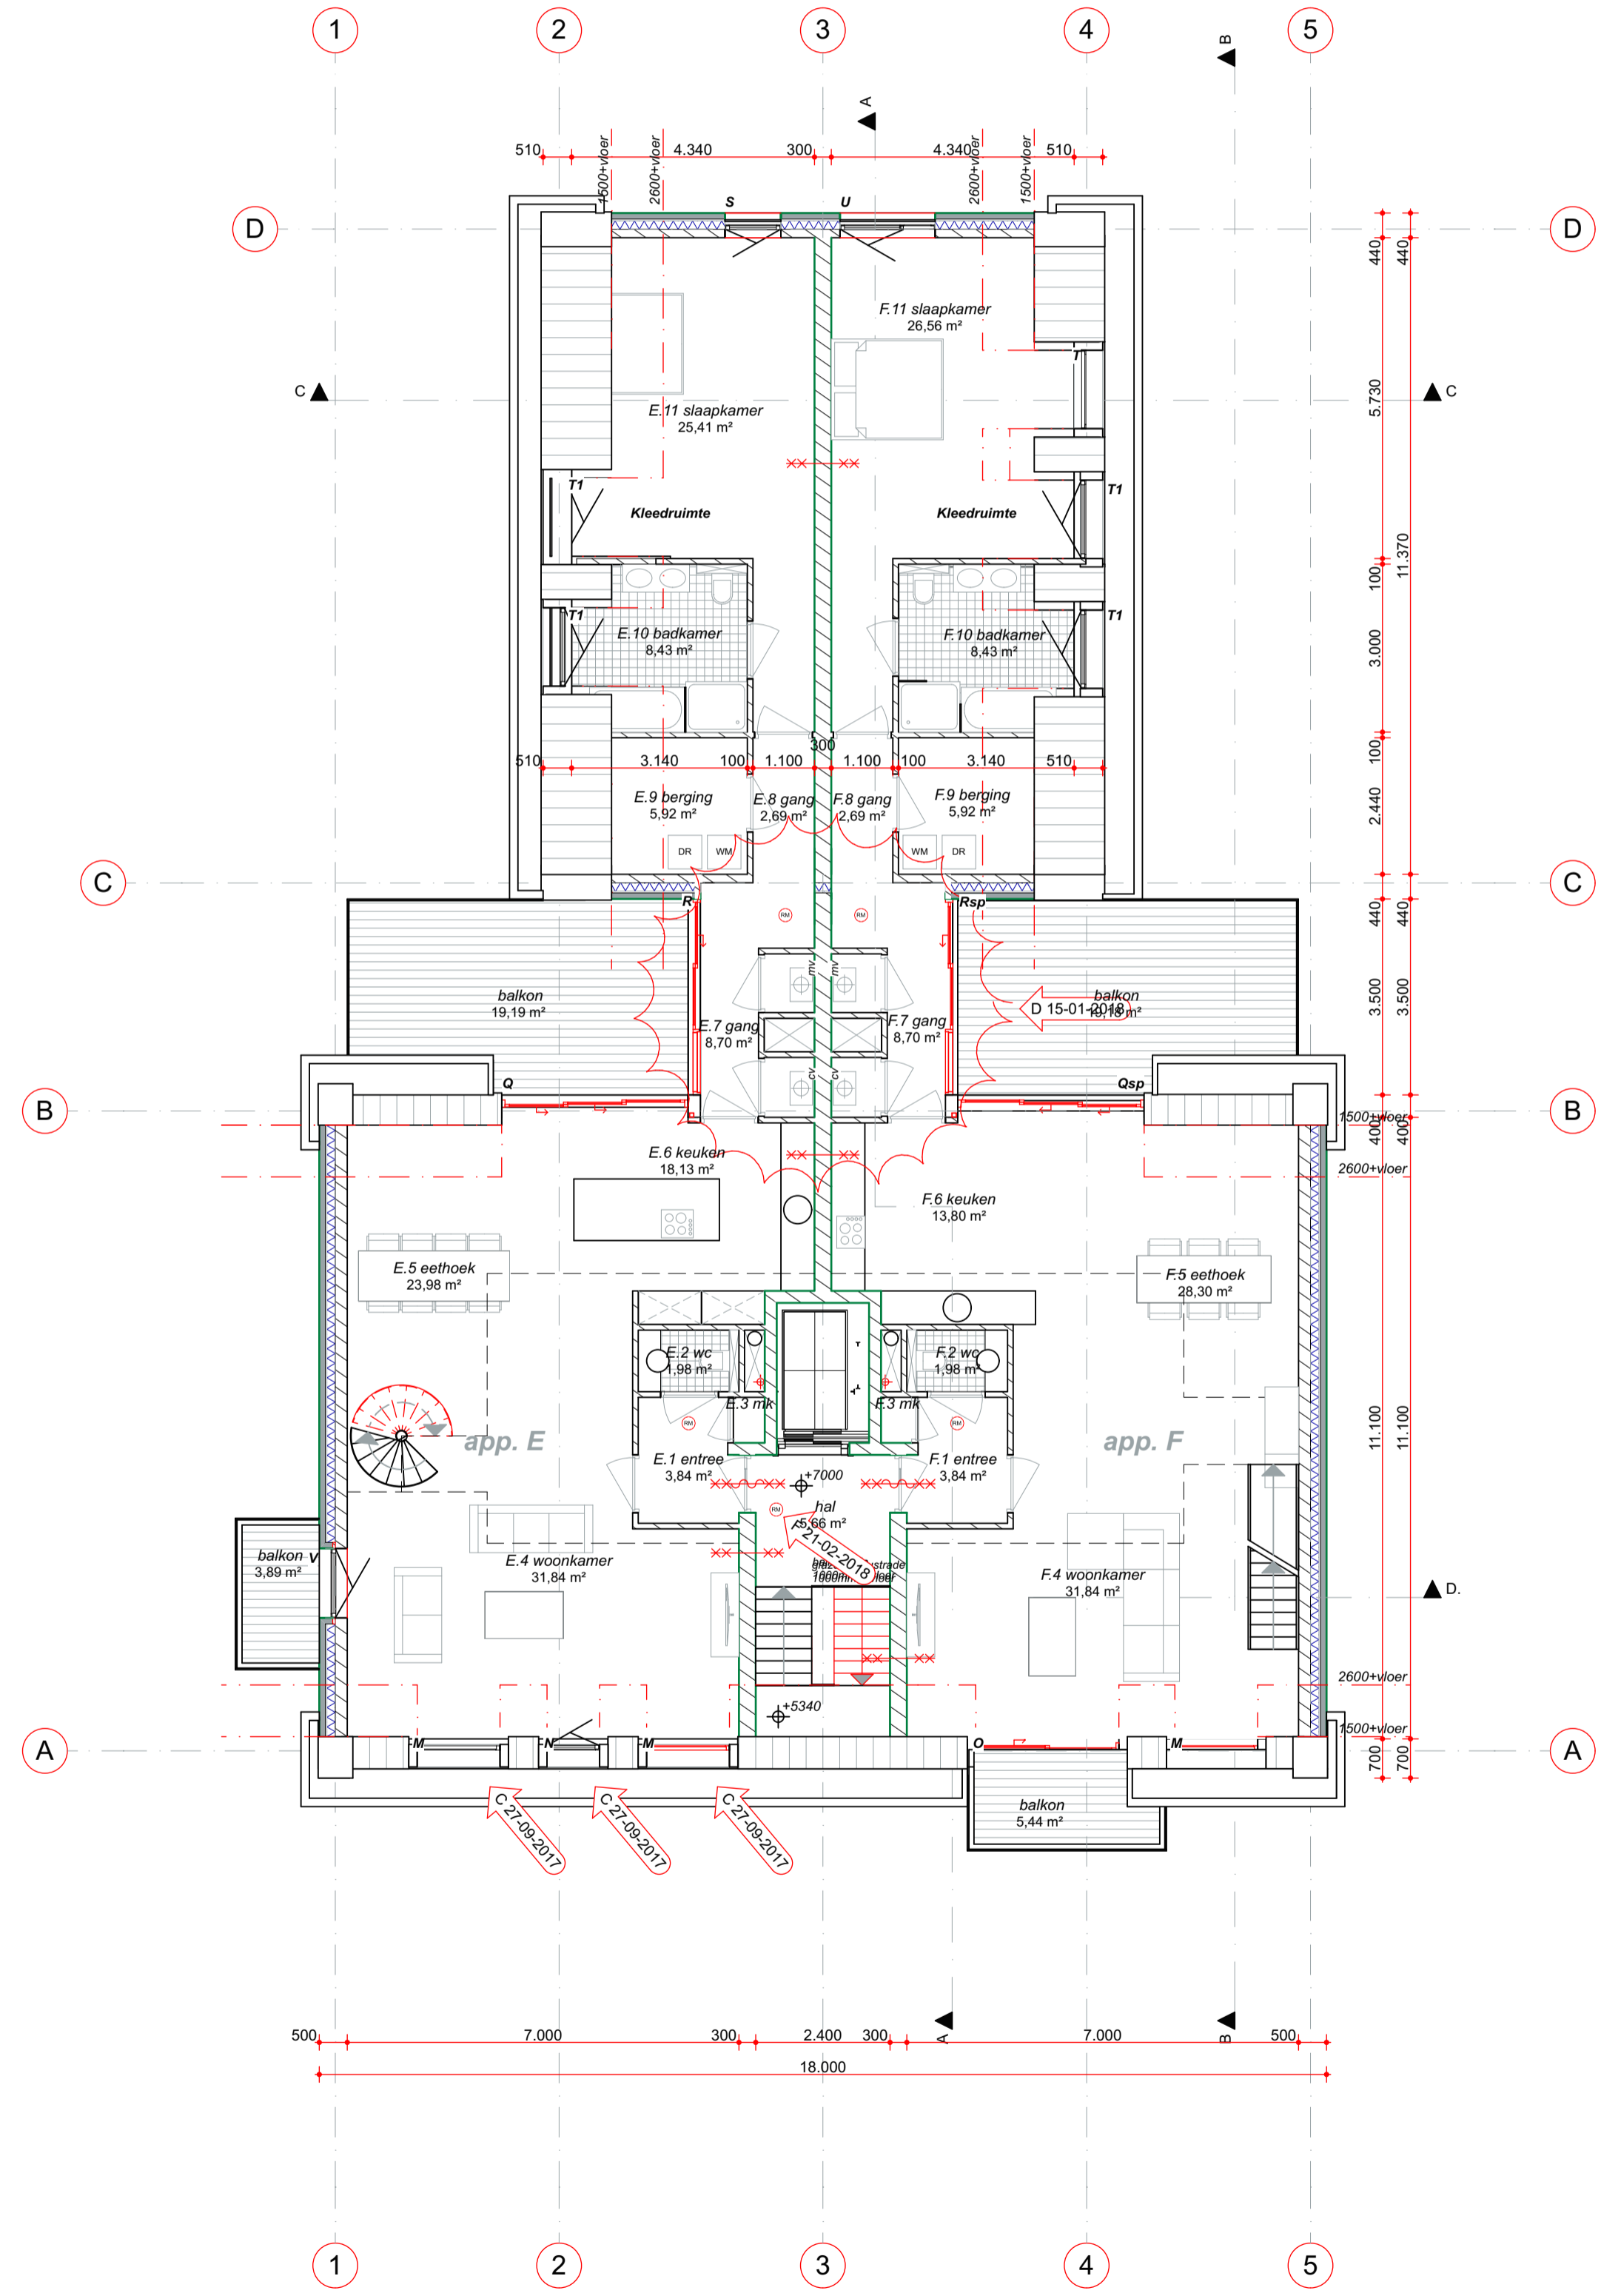 1 2 3 4 5
B
A
510 4.340 300 4.340 510
1500+vloer 2600+vloer 2600+vloer 1500+vloer
S U
D D
440 440
F.11 slaapkamer
26,56 m²
T
C C
5.730
E.11 slaapkamer
25,41 m²
T1 T1
Kleedruimte Kleedruimte
11.370
100
T1 T1
E.10 badkamer
8,43 m²
F.10 badkamer
8,43 m²
3.000
300
100
510 3.140 100 1.100 1.100 100 3.140 510
E.9 berging
5,92 m²
E.8 gang
2,69 m²
F.8 gang
2,69 m²
F.9 berging
5,92 m²
2.440
DR WM WM DR
C C
R Rsp
440 440
RM RM
mv mv
balkon
19,19 m²
D 15-01-2018
balkon
3.500 3.500
E.7 gang
8,70 m²
F.7 gang
8,70 m²
cv cv
Q Qsp
B B
1500+vloer
400 400
2600+vloer
E.6 keuken
18,13 m²
F.6 keuken
13,80 m²
E.5 eethoek
23,98 m²
F.5 eethoek
28,30 m²
E.2 wc
1,98 m²
F.2 wc
1,98 m²
E.3 mk F.3 mk
RM RM
app. E app. F
11.100 11.100
E.1 entree
3,84 m²
F.1 entree
3,84 m²
+7000
RM
hal
5,66 m²
F 21-02-2018
balkon
3,89 m²
V
E.4 woonkamer
31,84 m²
F.4 woonkamer
31,84 m²
D.
2600+vloer
+5340
1500+vloer
A A
M N M O M
700 700
C 27-09-2017 C 27-09-2017 C 27-09-2017
balkon
5,44 m²
A B
500 7.000 300 2.400 300 7.000 500
18.000
1 2 3 4 5